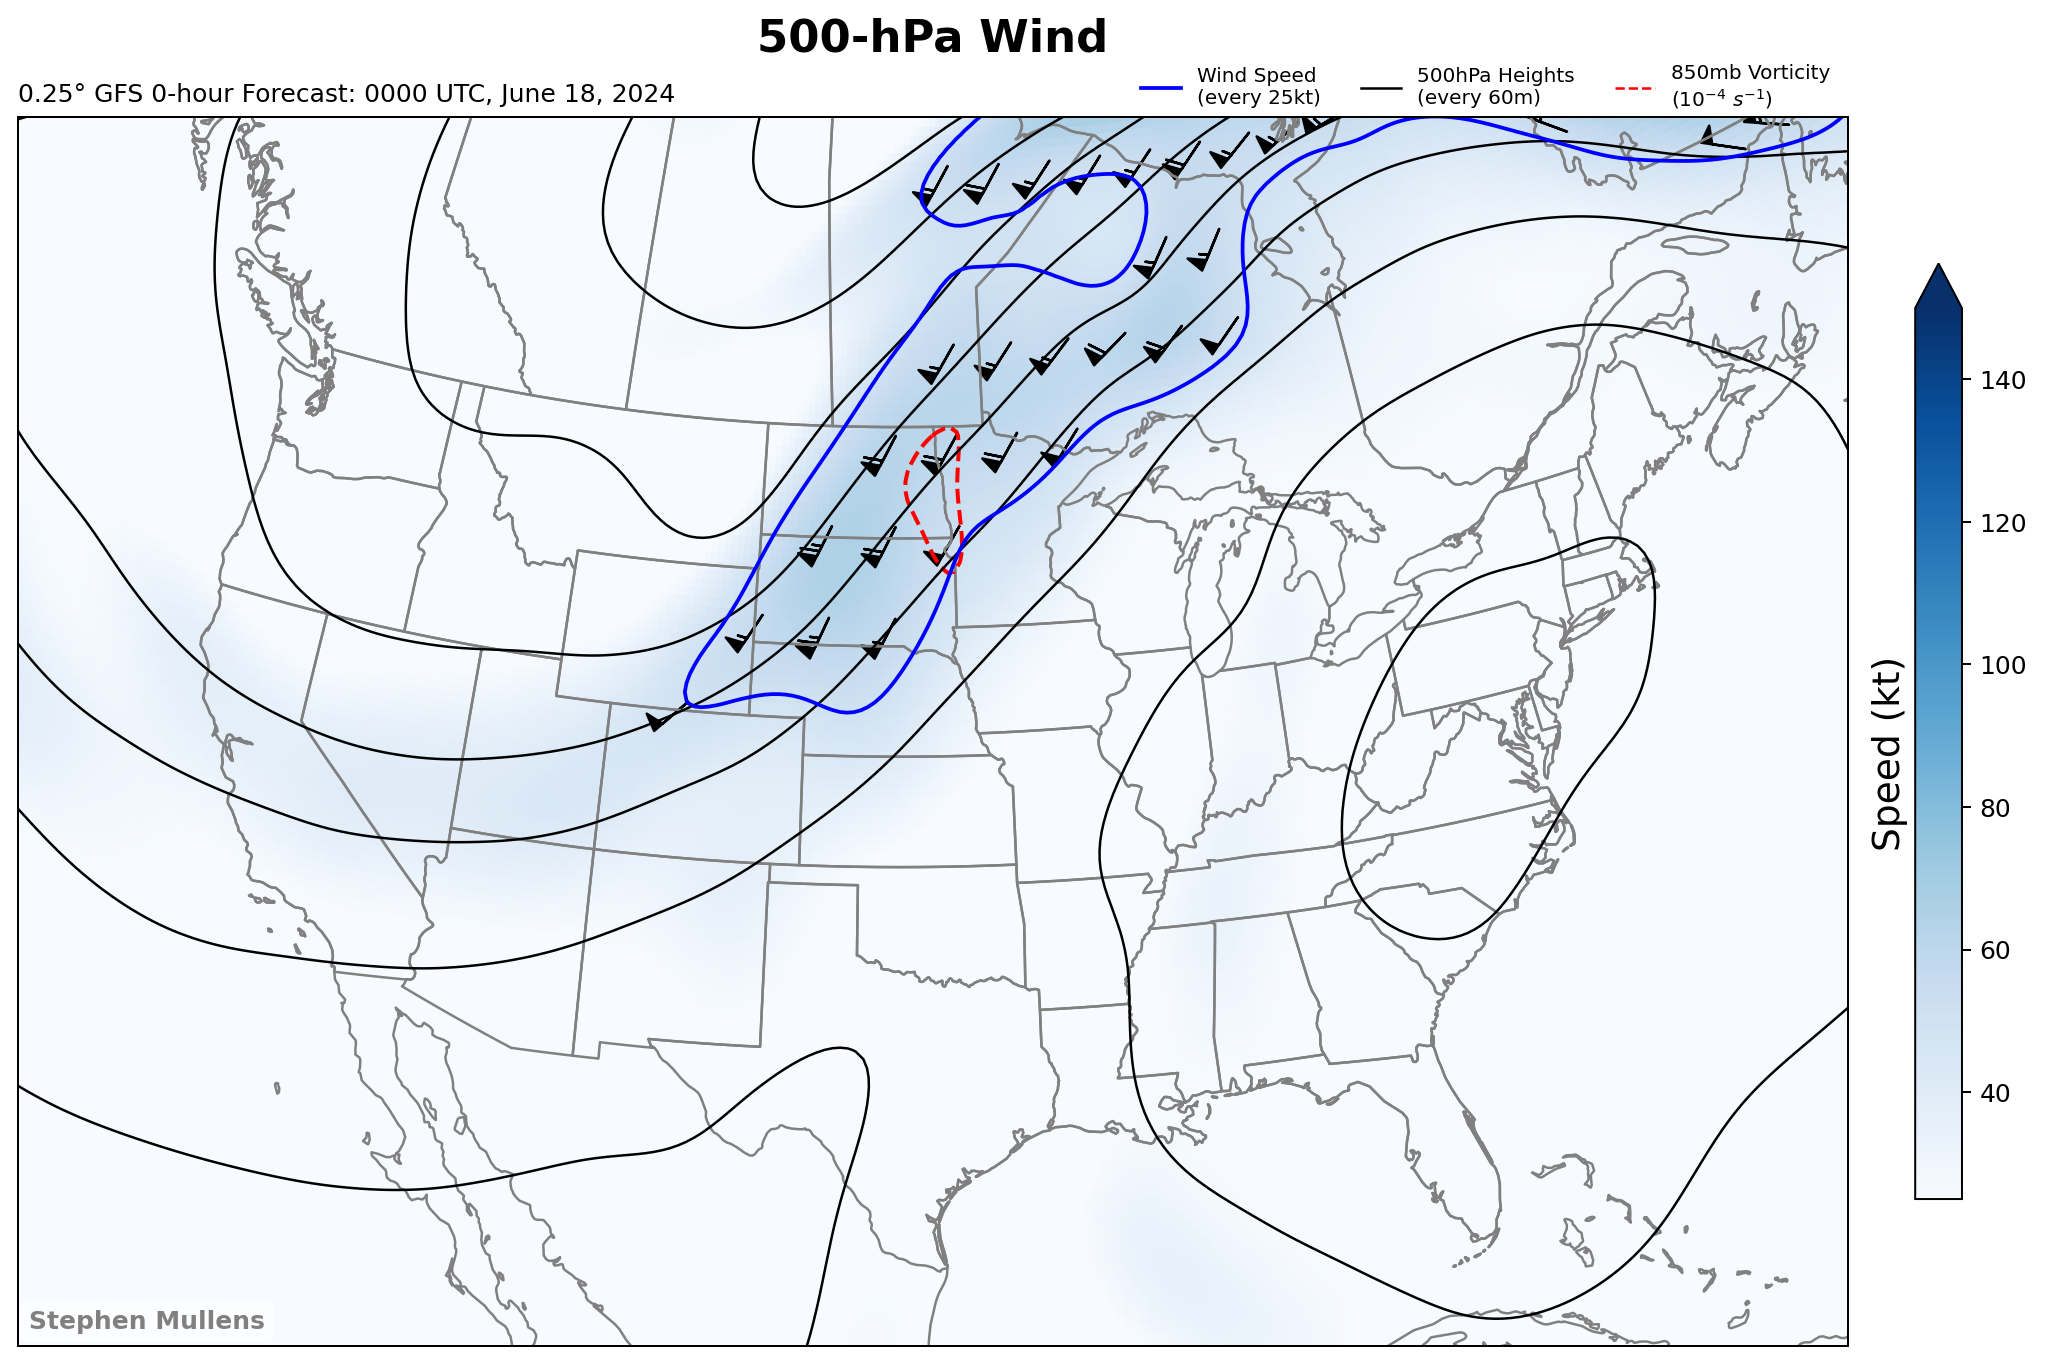 500-hPa Wind
0.25° GFS 0-hour Forecast: 0000 UTC, June 18, 2024
Wind Speed
(every 25kt)
500hPa Heights
(every 60m)
850mb Vorticity
(10⁻⁴ s⁻¹)
140
120
100
80
60
40
Speed (kt)
Stephen Mullens